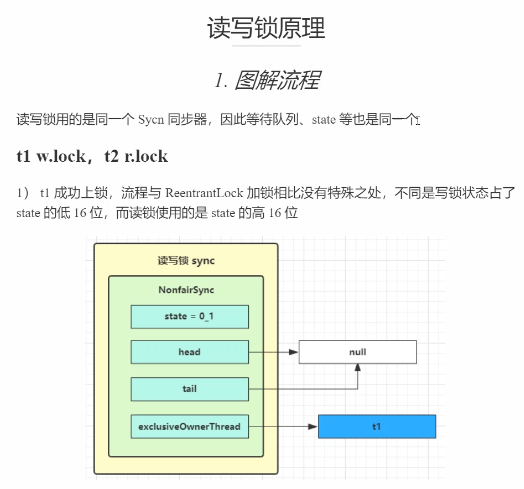 读写锁原理
1. 图解流程
读写锁用的是同一个 Sycn 同步器，因此等待队列、state 等也是同一个
t1 w.lock，t2 r.lock
1） t1 成功上锁，流程与 ReentrantLock 加锁相比没有特殊之处，不同是写锁状态占了
state 的低 16 位，而读锁使用的是 state 的高 16 位
读写锁 sync
NonfairSync
state = 0_1
head
null
tail
exclusiveOwnerThread
t1